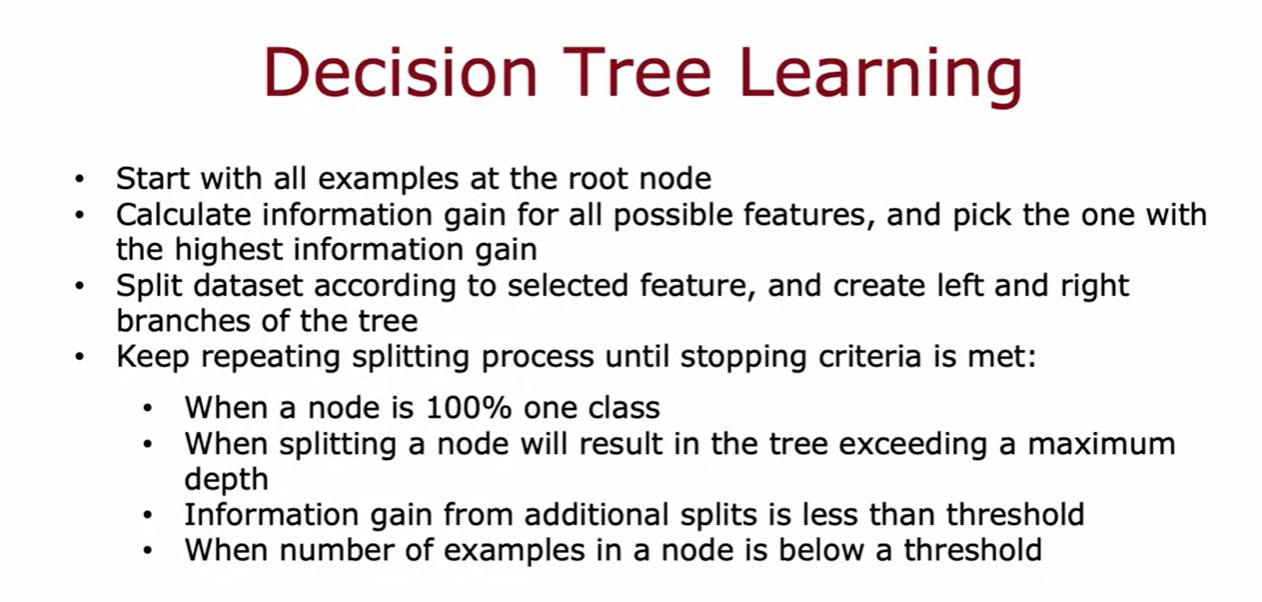 Decision Tree Learning
• Start with all examples at the root node
• Calculate information gain for all possible features, and pick the one with
the highest information gain
• Split dataset according to selected feature, and create left and right
branches of the tree
• Keep repeating splitting process until stopping criteria is met:
• When a node is 100% one class
• When splitting a node will result in the tree exceeding a maximum
depth
• Information gain from additional splits is less than threshold
• When number of examples in a node is below a threshold